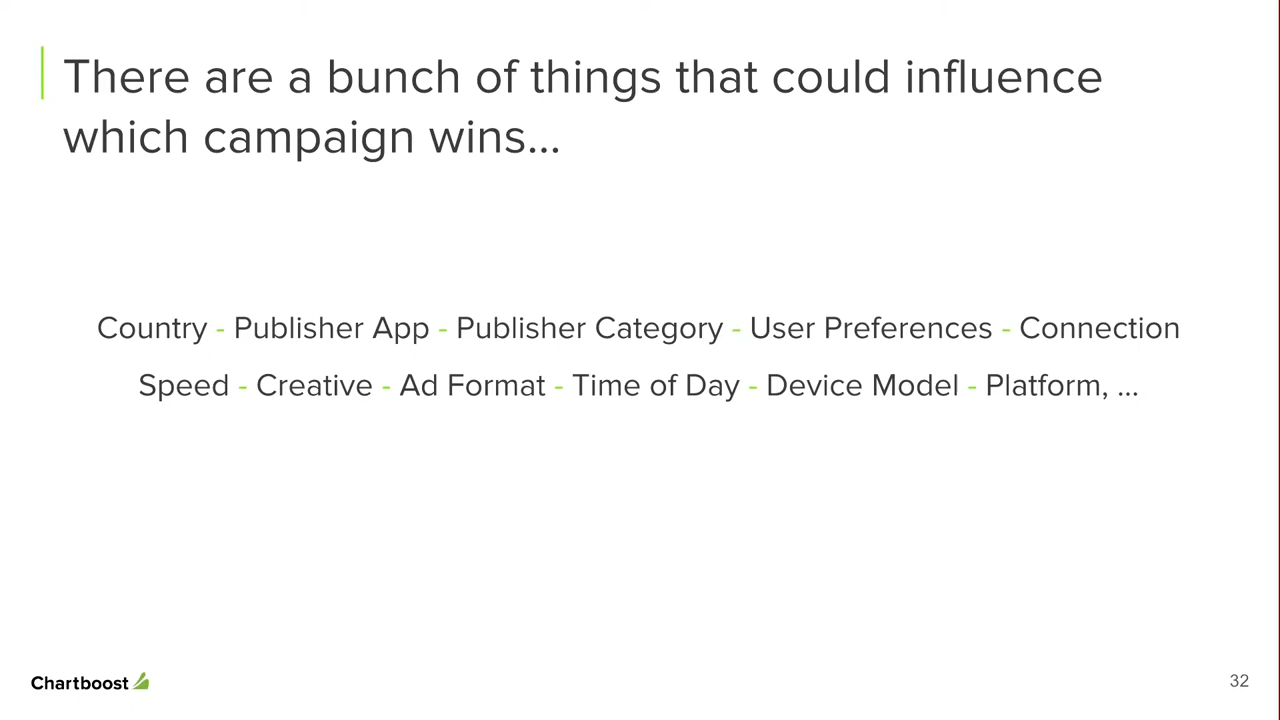 There are a bunch of things that could influence
which campaign wins...
Country - Publisher App - Publisher Category - User Preferences - Connection
Speed - Creative - Ad Format - Time of Day - Device Model - Platform, ...
Chartboost
32